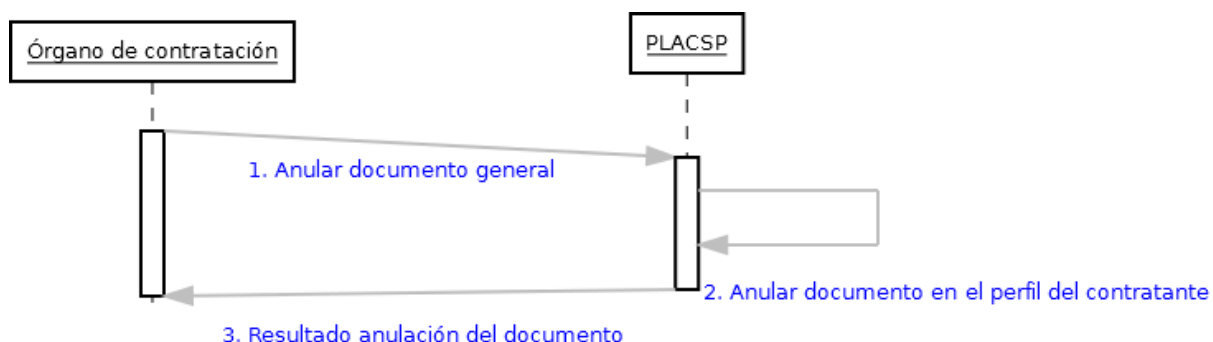 Órgano de contratación
PLACSP
1. Anular documento general
2. Anular documento en el perfil del contratante
3. Resultado anulación del documento